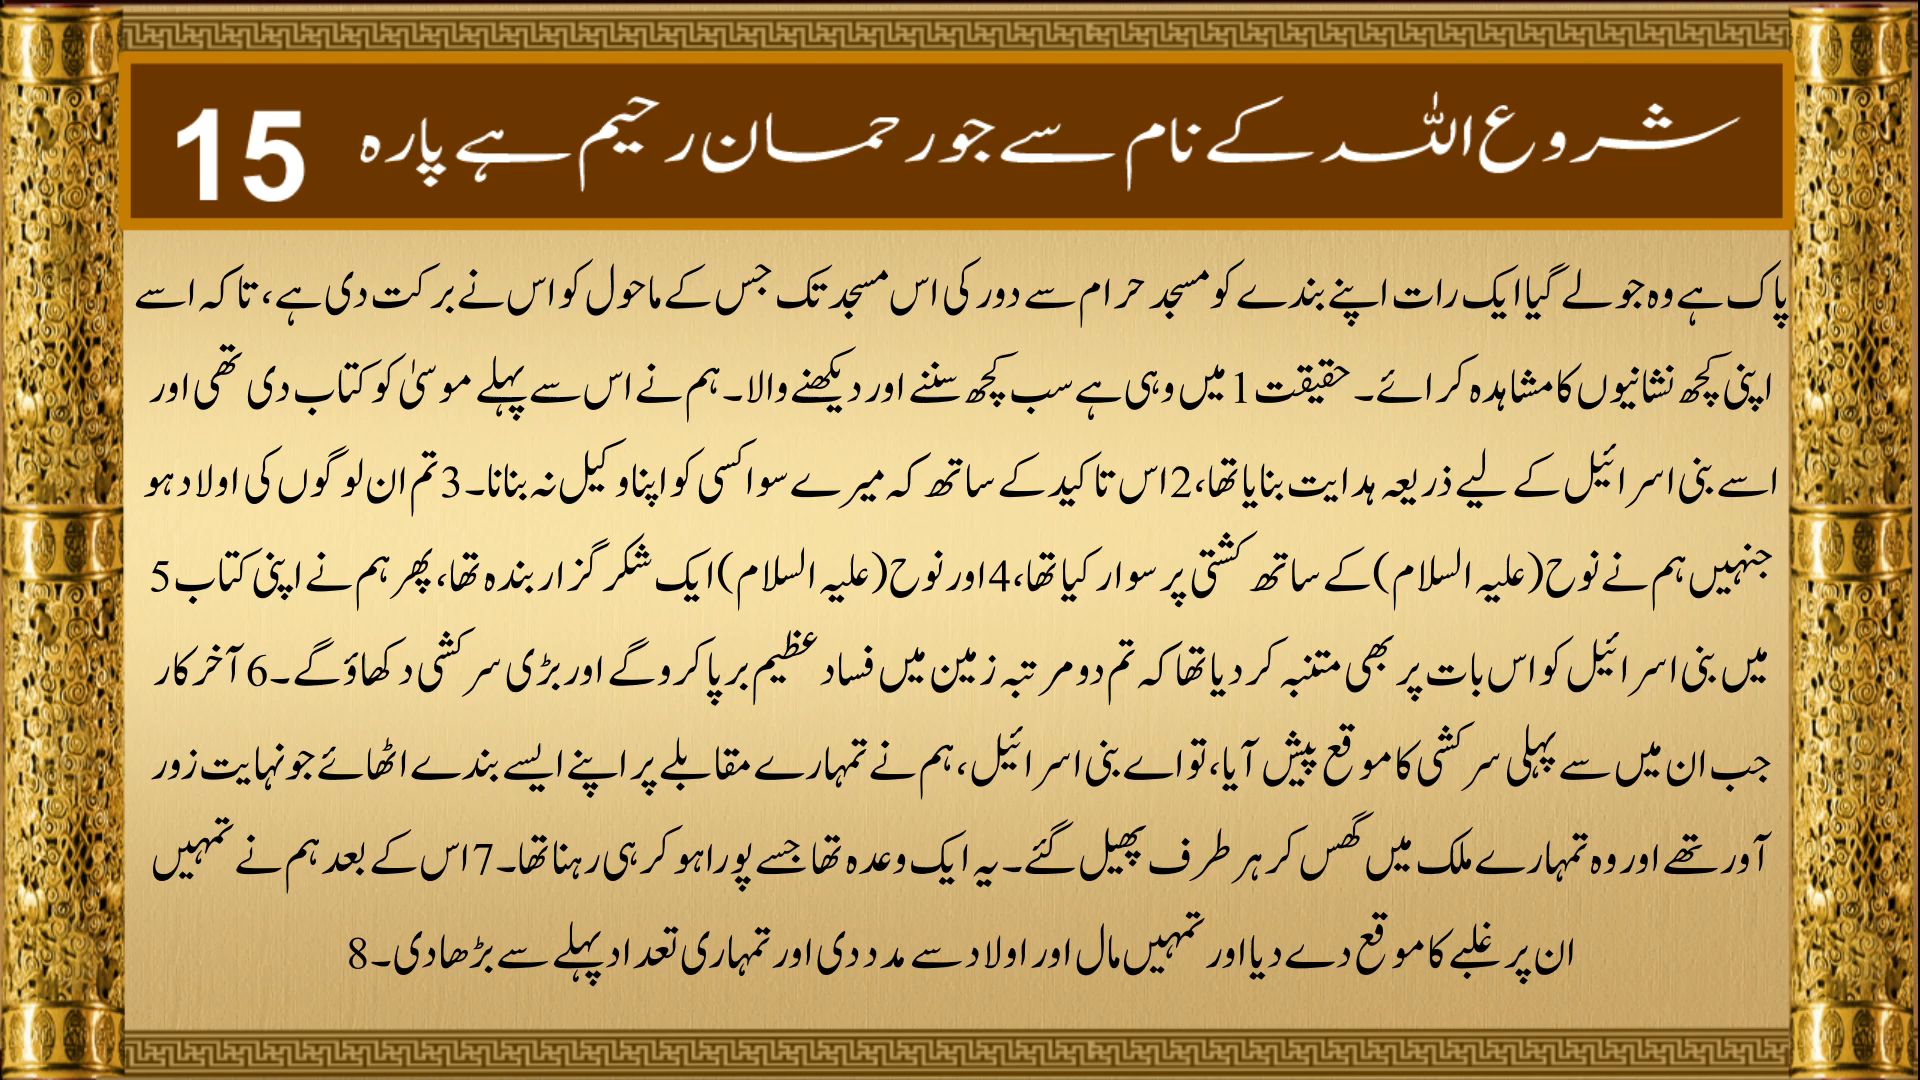 شروع اللہ کے نام سے جو رحمان رحیم ہے پارہ 15
پاک ہے وہ جو لے گیا ایک رات اپنے بندے کو مسجد حرام سے دور کی اس مسجد تک جس کے ماحول کو اس نے برکت دی ہے، تاکہ اسے
اپنی کچھ نشانیوں کا مشاہدہ کرائے۔ حقیقت 1 میں وہی ہے سب کچھ سننے اور دیکھنے والا۔ ہم نے اس سے پہلے موسیٰ کو کتاب دی تھی اور
اسے بنی اسرائیل کے لیے ذریعہ ہدایت بنایا تھا،2 اس تاکید کے ساتھ کہ میرے سوا کسی کو اپنا وکیل نہ بنانا۔3 تم ان لوگوں کی اولاد ہو
جنہیں ہم نے نوح (علیہ السلام) کے ساتھ کشتی پر سوار کیا تھا،4 اور نوح (علیہ السلام) ایک شکر گزار بندہ تھا، پھر ہم نے اپنی کتاب 5
میں بنی اسرائیل کو اس بات پر بھی متنبہ کر دیا تھا کہ تم دو مرتبہ زمین میں فساد عظیم برپا کرو گے اور بڑی سرکشی دکھاؤ گے۔6 آخر کار
جب ان میں سے پہلی سرکشی کا موقع پیش آیا، تو اے بنی اسرائیل، ہم نے تمہارے مقابلے پر اپنے ایسے بندے اٹھائے جو نہایت زور
آور تھے اور وہ تمہارے ملک میں گھس کر ہر طرف پھیل گئے۔ یہ ایک وعدہ تھا جسے پورا ہو کر ہی رہنا تھا۔7 اس کے بعد ہم نے تمہیں
ان پر غلبے کا موقع دے دیا اور تمہیں مال اور اولاد سے مدد دی اور تمہاری تعداد پہلے سے بڑھا دی۔8